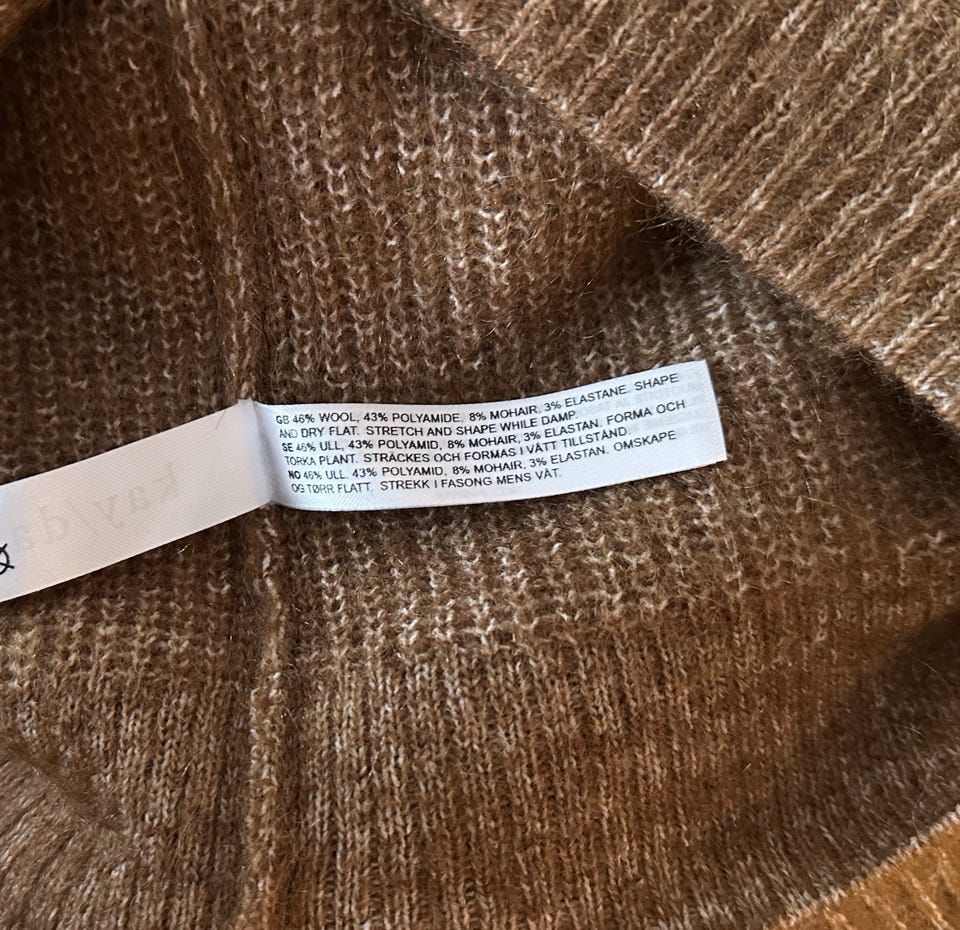 GB 46% WOOL, 43% POLYAMIDE, 8% MOHAIR, 3% ELASTANE. SHAPE
AND DRY FLAT. STRETCH AND SHAPE WHILE DAMP.
SE 46% ULL, 43% POLYAMID, 8% MOHAIR, 3% ELASTAN. FORMA OCH
TORKA PLANT. STRÄCKES OCH FORMAS I VÅTT TILLSTÅND.
NO 46% ULL, 43% POLYAMID, 8% MOHAIR, 3% ELASTAN. OMSKAPE
OG TØRR FLATT. STREKK I FASONG MENS VÅT.